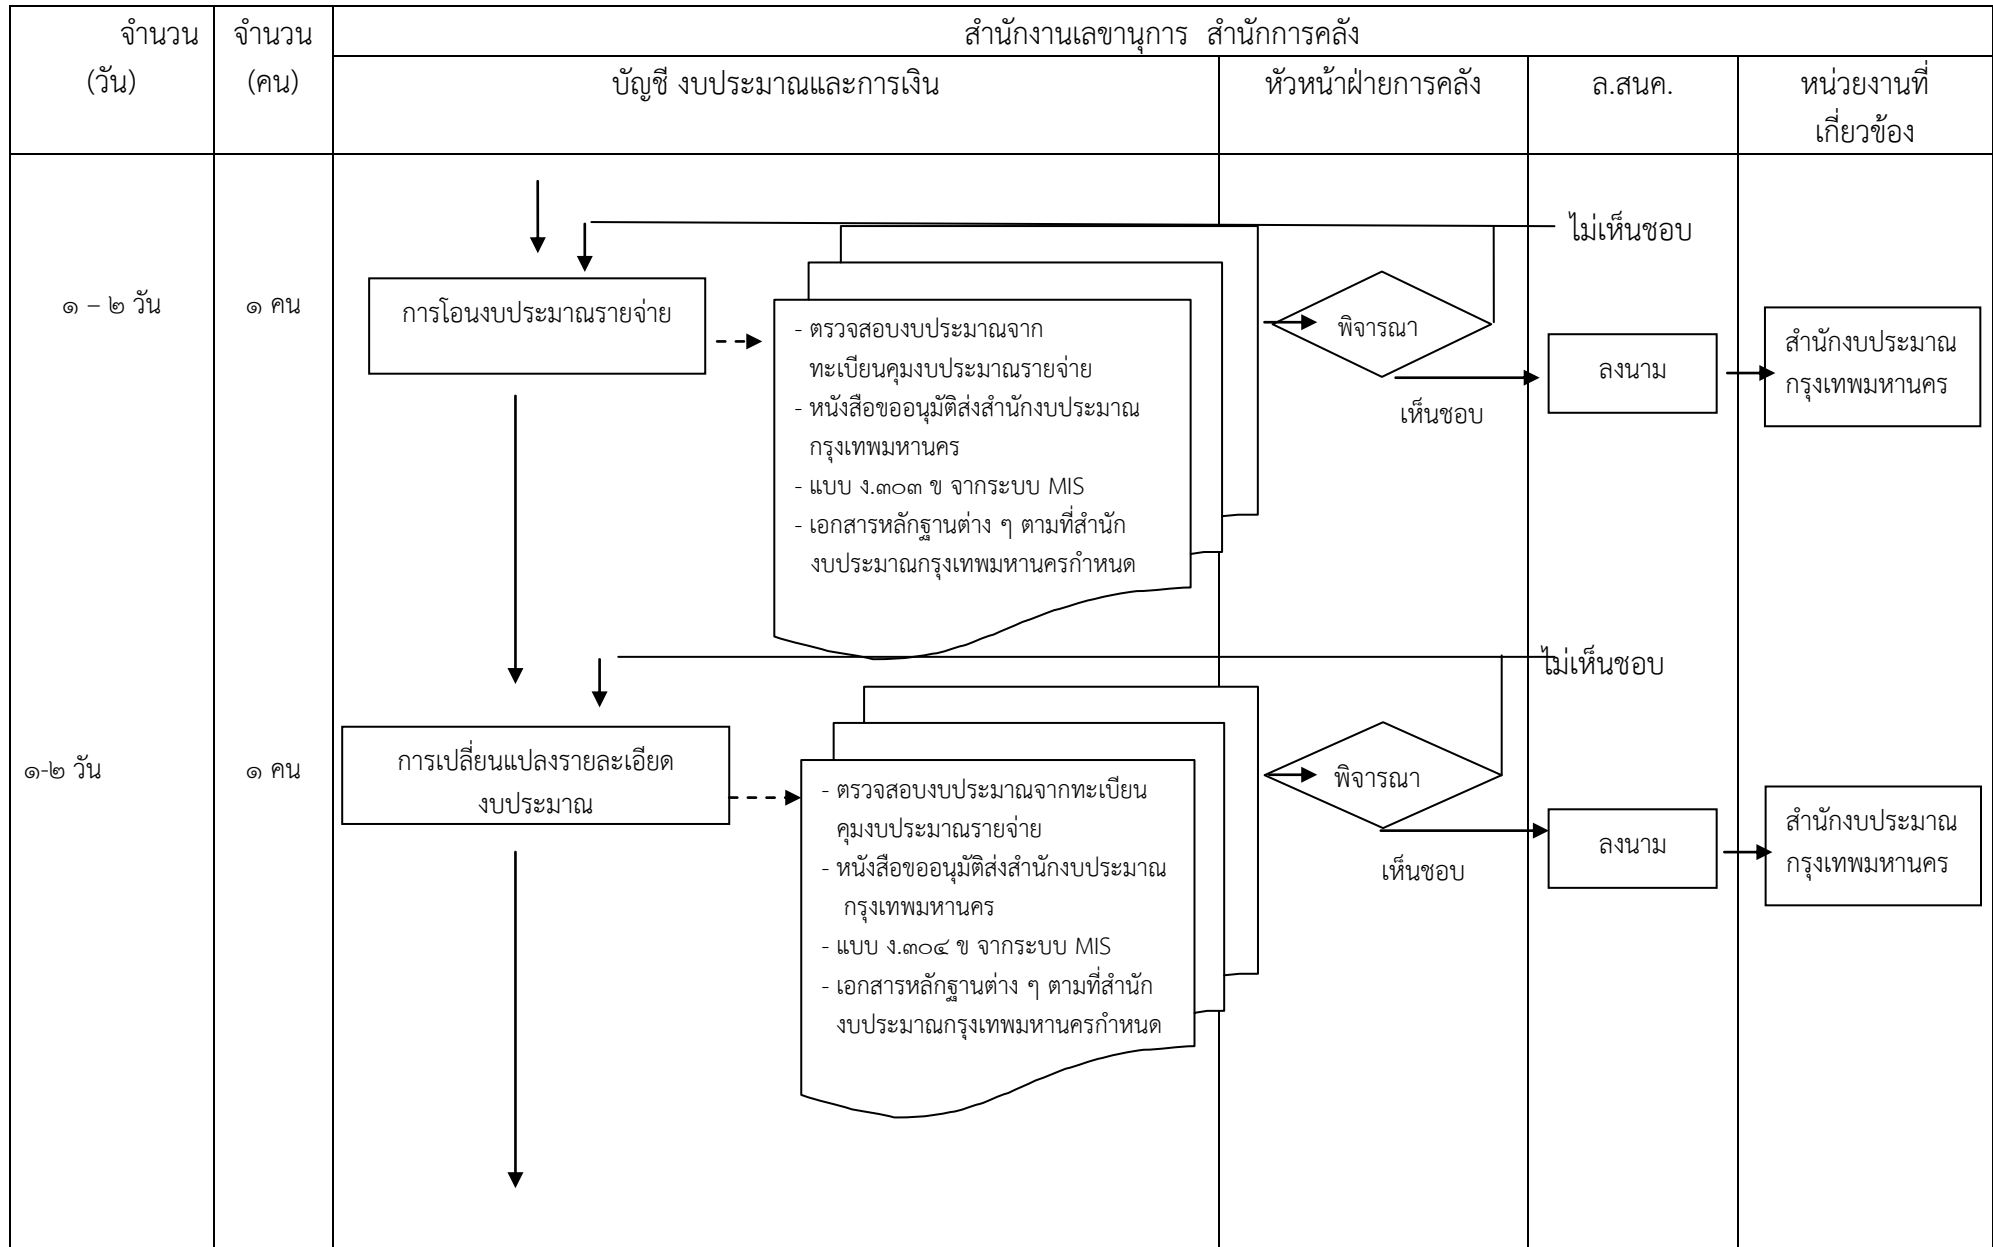 จำนวน
(วัน)
จำนวน
(คน)
สำนักงานเลขานุการ สำนักการคลัง
บัญชี งบประมาณและการเงิน
หัวหน้าฝ่ายการคลัง
ล.สนค.
หน่วยงานที่
เกี่ยวข้อง
ไม่เห็นชอบ
๑ – ๒ วัน
๑ คน
การโอนงบประมาณรายจ่าย
- ตรวจสอบงบประมาณจาก
ทะเบียนคุมงบประมาณรายจ่าย
- หนังสือขออนุมัติส่งสำนักงบประมาณ
กรุงเทพมหานคร
- แบบ ง.๓๐๓ ข จากระบบ MIS
- เอกสารหลักฐานต่าง ๆ ตามที่สำนัก
งบประมาณกรุงเทพมหานครกำหนด
พิจารณา
เห็นชอบ
ลงนาม
สำนักงบประมาณ
กรุงเทพมหานคร
ไม่เห็นชอบ
๑-๒ วัน
๑ คน
การเปลี่ยนแปลงรายละเอียด
งบประมาณ
- ตรวจสอบงบประมาณจากทะเบียน
คุมงบประมาณรายจ่าย
- หนังสือขออนุมัติส่งสำนักงบประมาณ
กรุงเทพมหานคร
- แบบ ง.๓๐๔ ข จากระบบ MIS
- เอกสารหลักฐานต่าง ๆ ตามที่สำนัก
งบประมาณกรุงเทพมหานครกำหนด
พิจารณา
เห็นชอบ
ลงนาม
สำนักงบประมาณ
กรุงเทพมหานคร